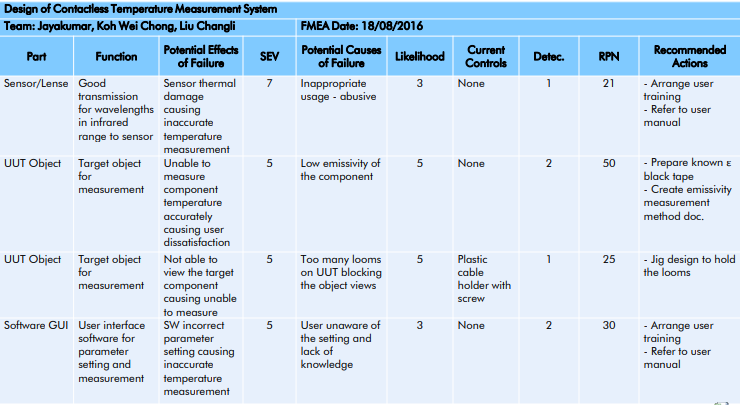 Design of Contactless Temperature Measurement System
Team: Jayakumar, Koh Wei Chong, Liu Changli FMEA Date: 18/08/2016
Part Function Potential Effects of Failure SEV Potential Causes of Failure Likelihood Current Controls Detec. RPN Recommended Actions
Sensor/Lense Good transmission for wavelengths in infrared range to sensor Sensor thermal damage causing inaccurate temperature measurement 7 Inappropriate usage - abusive 3 None 1 21 - Arrange user training - Refer to user manual
UUT Object Target object for measurement Unable to measure component temperature accurately causing user dissatisfaction 5 Low emissivity of the component 5 None 2 50 - Prepare known ε black tape - Create emissivity measurement method doc.
UUT Object Target object for measurement Not able to view the target component causing unable to measure 5 Too many looms on UUT blocking the object views 5 Plastic cable holder with screw 1 25 - Jig design to hold the looms
Software GUI User interface software for parameter setting and measurement SW incorrect parameter setting causing inaccurate temperature measurement 5 User unaware of the setting and lack of knowledge 3 None 2 30 - Arrange user training - Refer to user manual